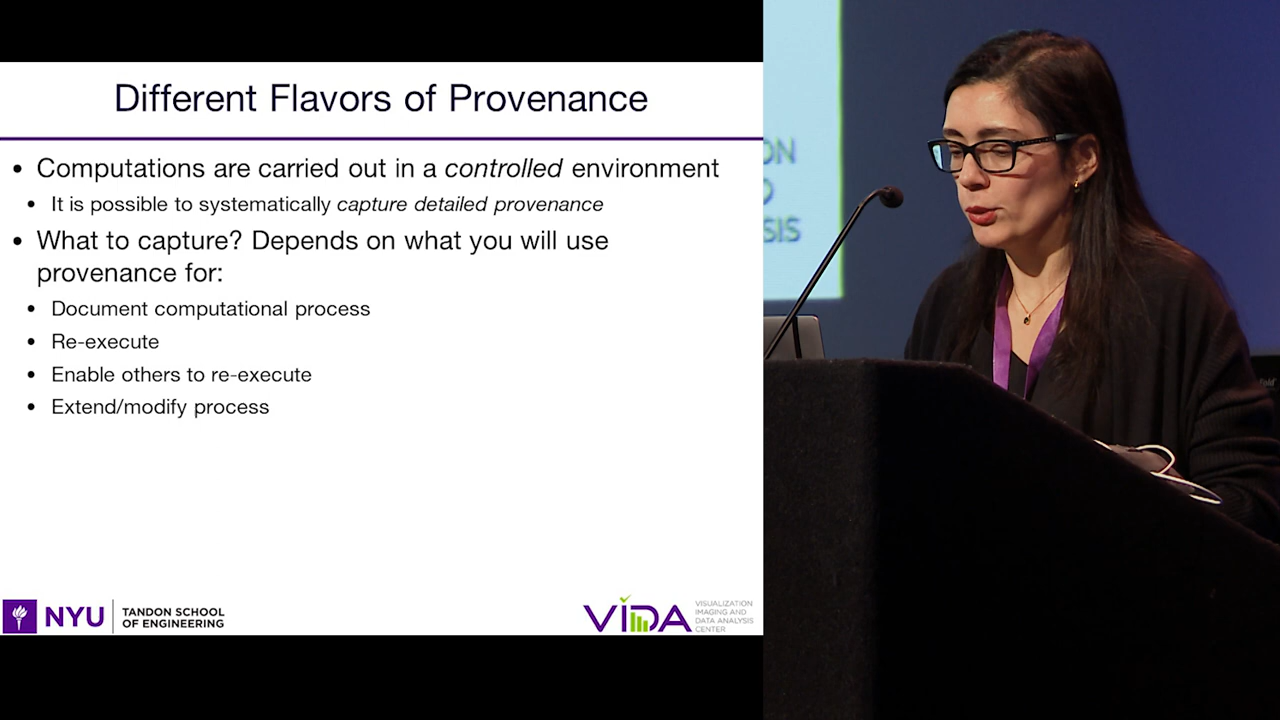 Different Flavors of Provenance
• Computations are carried out in a controlled environment
• It is possible to systematically capture detailed provenance
• What to capture? Depends on what you will use
provenance for:
• Document computational process
• Re-execute
• Enable others to re-execute
• Extend/modify process
NYU
TANDON SCHOOL
OF ENGINEERING
VIDA
VISUALIZATION
IMAGING AND
DATA ANALYSIS
CENTER
ON
SIS